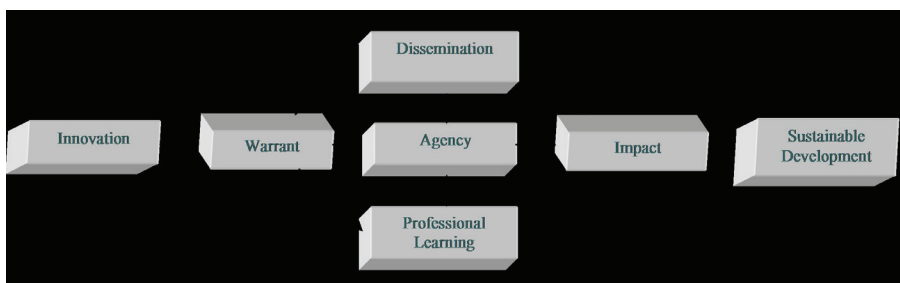 Dissemination
Innovation
Warrant
Agency
Impact
Sustainable
Development
Professional
Learning